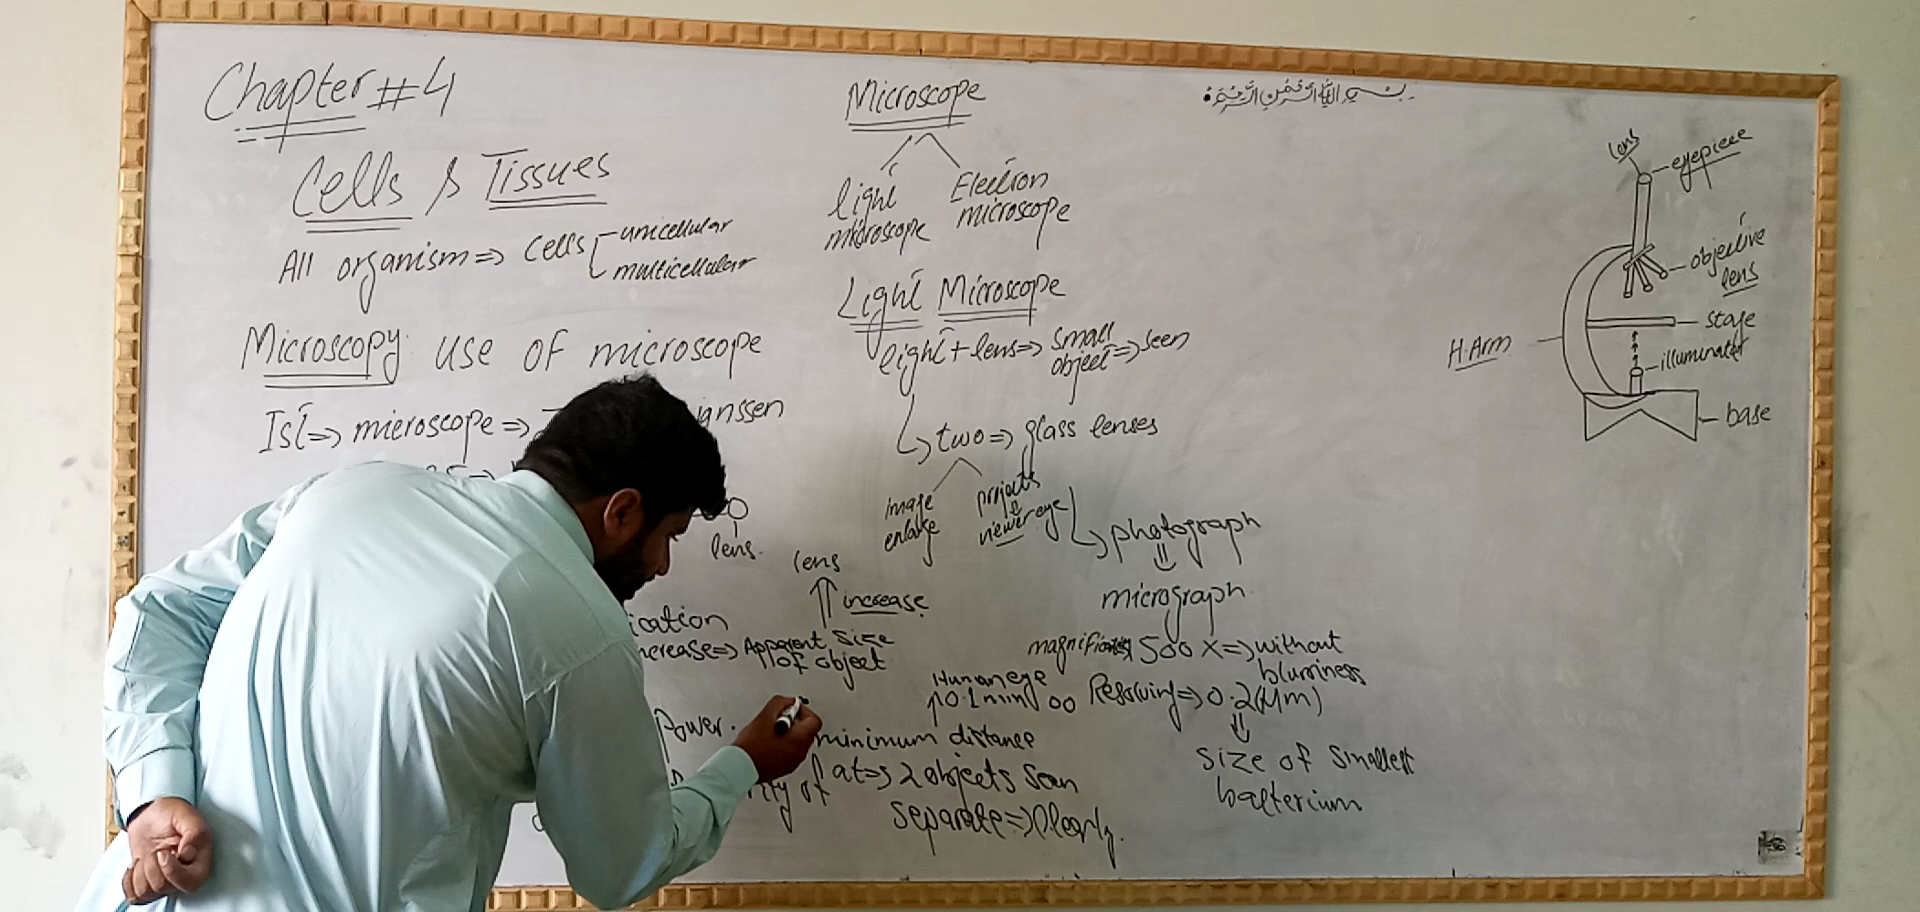 Chapter #4
Cells & Tissues
All organism => cells
unicellular
multicellular
Microscopy: use of microscope
Ist => microscope =>
anssen
lens.
lens
increase
ication
ncrease => Apparent size
of object
Power.
minimum distance
at => 2 objects
separate => Clearly.
Microscope
light
microscope
Electron
microscope
Light Microscope
light + lens => small
object => seen
two => glass lenses
Image
enlarge
projects
viewer eye
photograph
micrograph
500 X => without
blurriness
Human eye
0.1 mm
Resolving => 0.2 (µm)
size of smallest
bacterium
بسم اللہ الرحمن الرحیم
lens
eyepiece
objective
lens
stage
illuminator
H. Arm
base